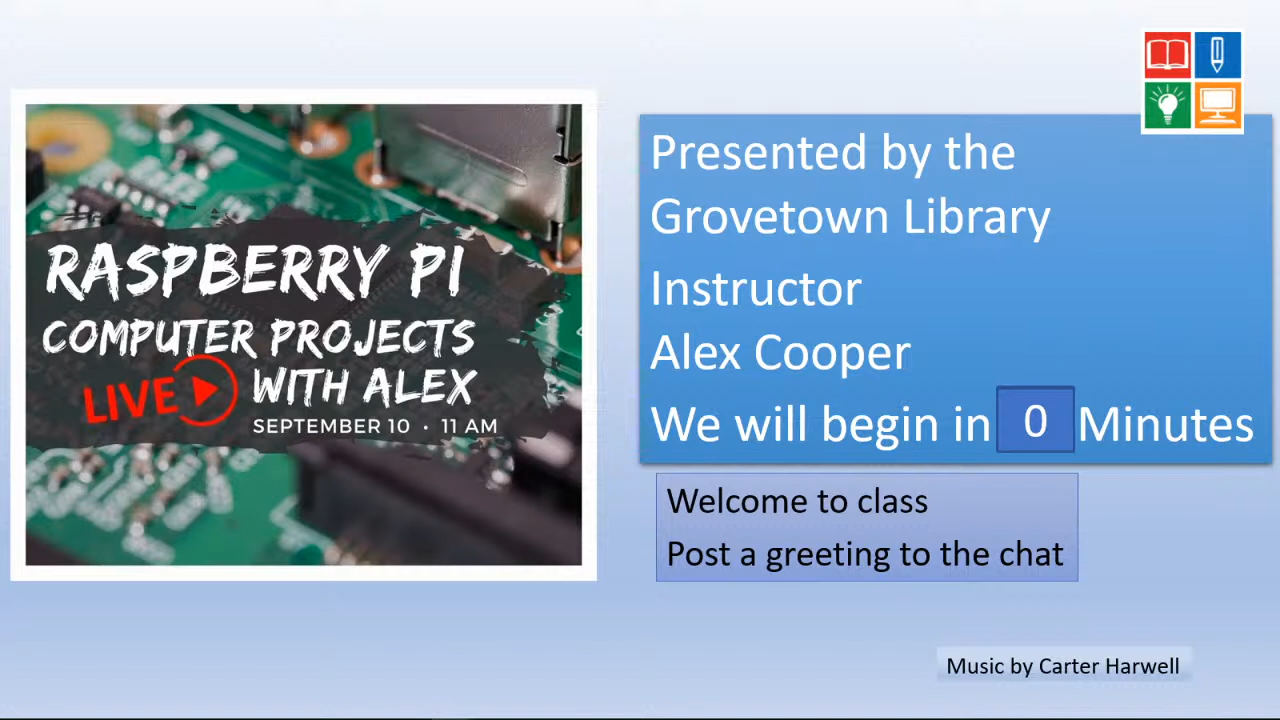 RASPBERRY PI
COMPUTER PROJECTS
LIVE WITH ALEX
SEPTEMBER 10 • 11 AM
Presented by the
Grovetown Library
Instructor
Alex Cooper
We will begin in 0 Minutes
Welcome to class
Post a greeting to the chat
Music by Carter Harwell